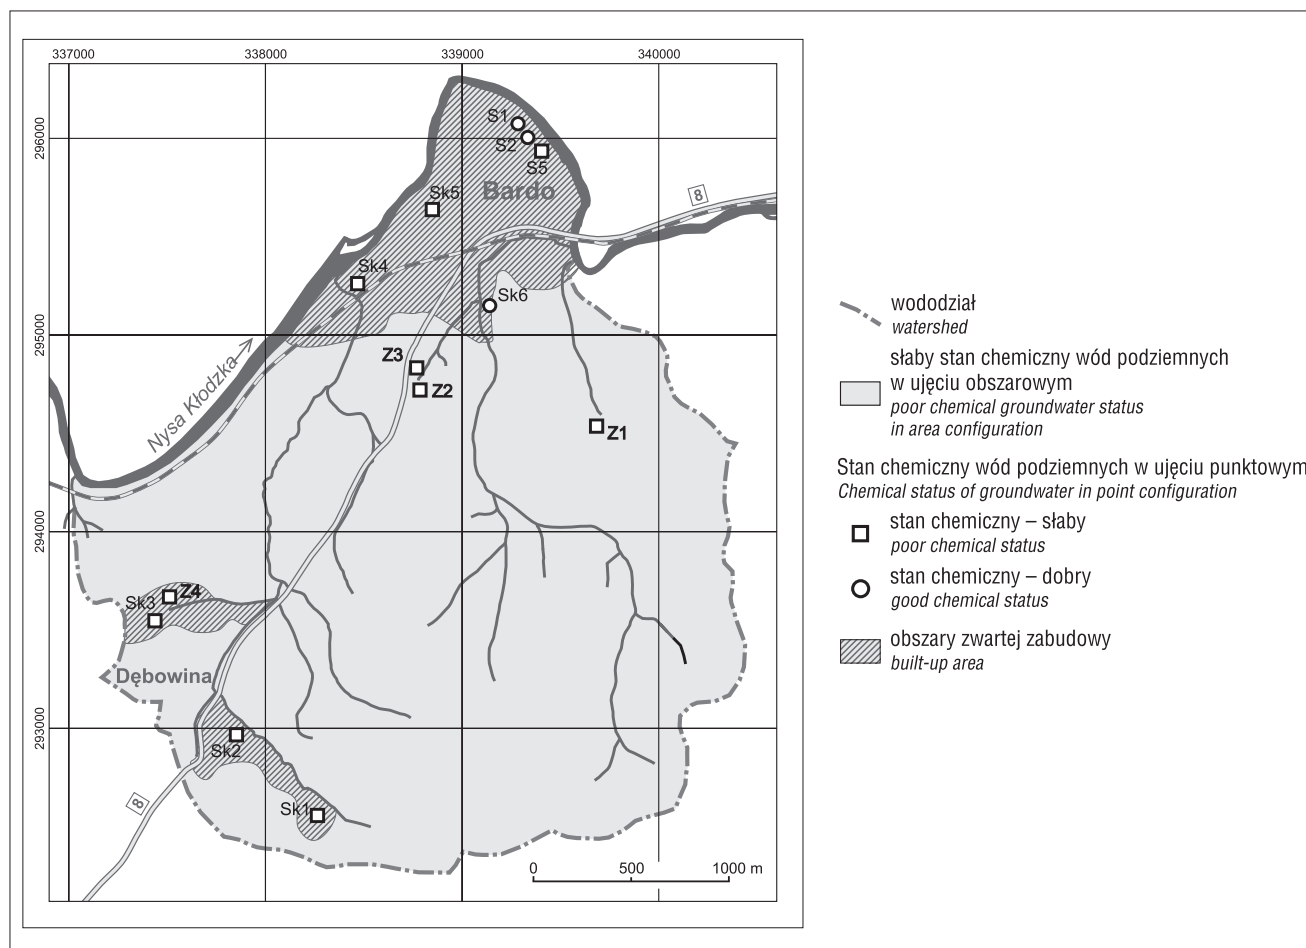 337000
338000
339000
340000
296000
295000
294000
293000
S1
S2
S5
Sk5
Bardo
8
Sk4
Sk6
Nysa Kłodzka
Z3
Z2
Z1
Z4
Sk3
Dębowina
Sk2
8
Sk1
0
500
1000 m
wododział
watershed
słaby stan chemiczny wód podziemnych
w ujęciu obszarowym
poor chemical groundwater status
in area configuration
Stan chemiczny wód podziemnych w ujęciu punktowym
Chemical status of groundwater in point configuration
stan chemiczny – słaby
poor chemical status
stan chemiczny – dobry
good chemical status
obszary zwartej zabudowy
built-up area